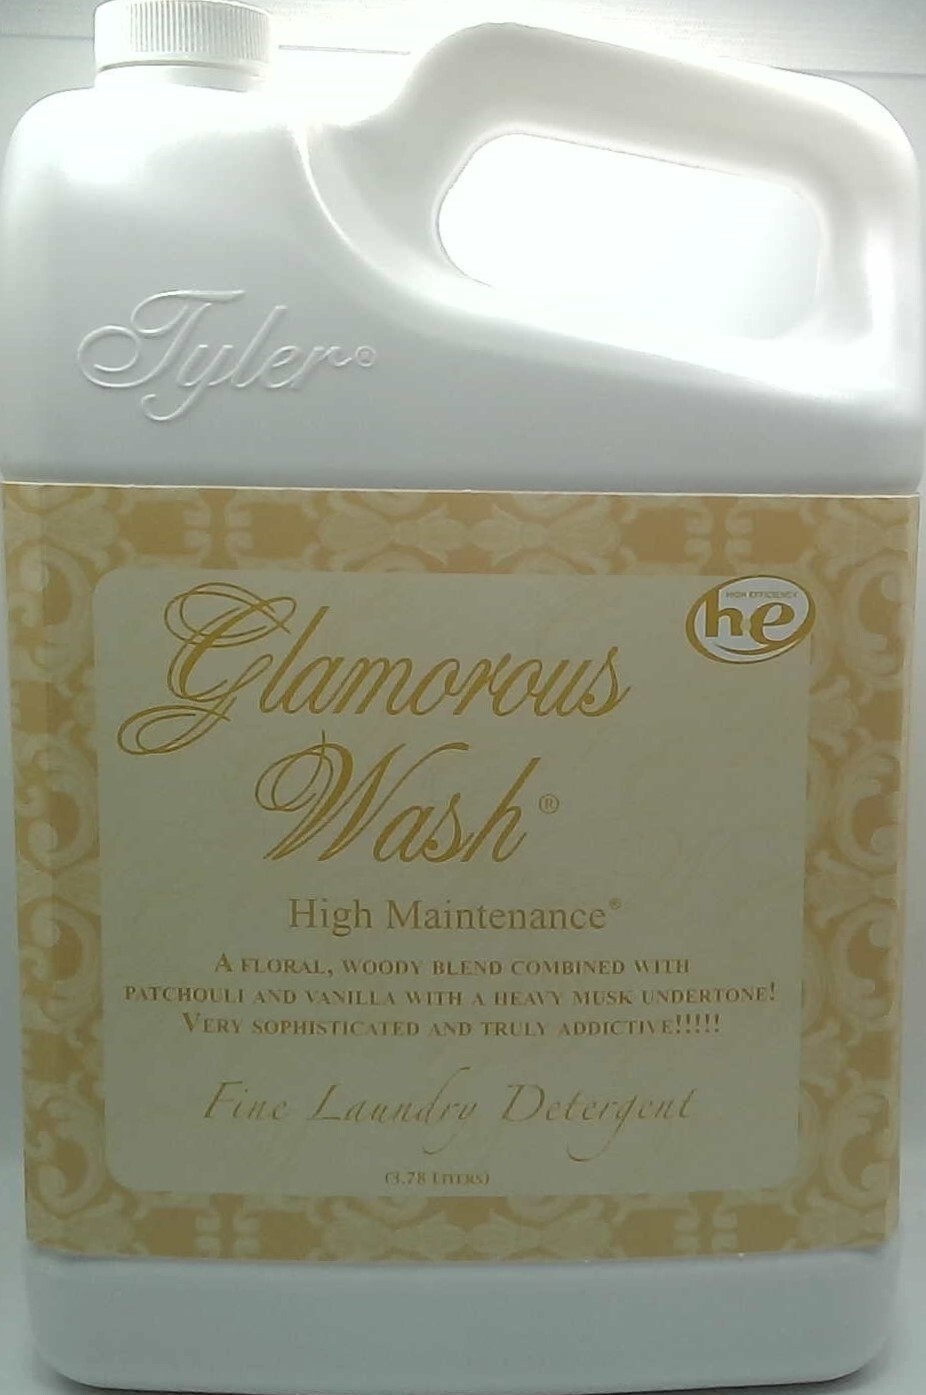 Tyler®
HIGH EFFICIENCY
he
Glamorous
Wash®
High Maintenance®
A FLORAL, WOODY BLEND COMBINED WITH
PATCHOULI AND VANILLA WITH A HEAVY MUSK UNDERTONE!
VERY SOPHISTICATED AND TRULY ADDICTIVE!!!!!
Fine Laundry Detergent
(3.78 LITERS)